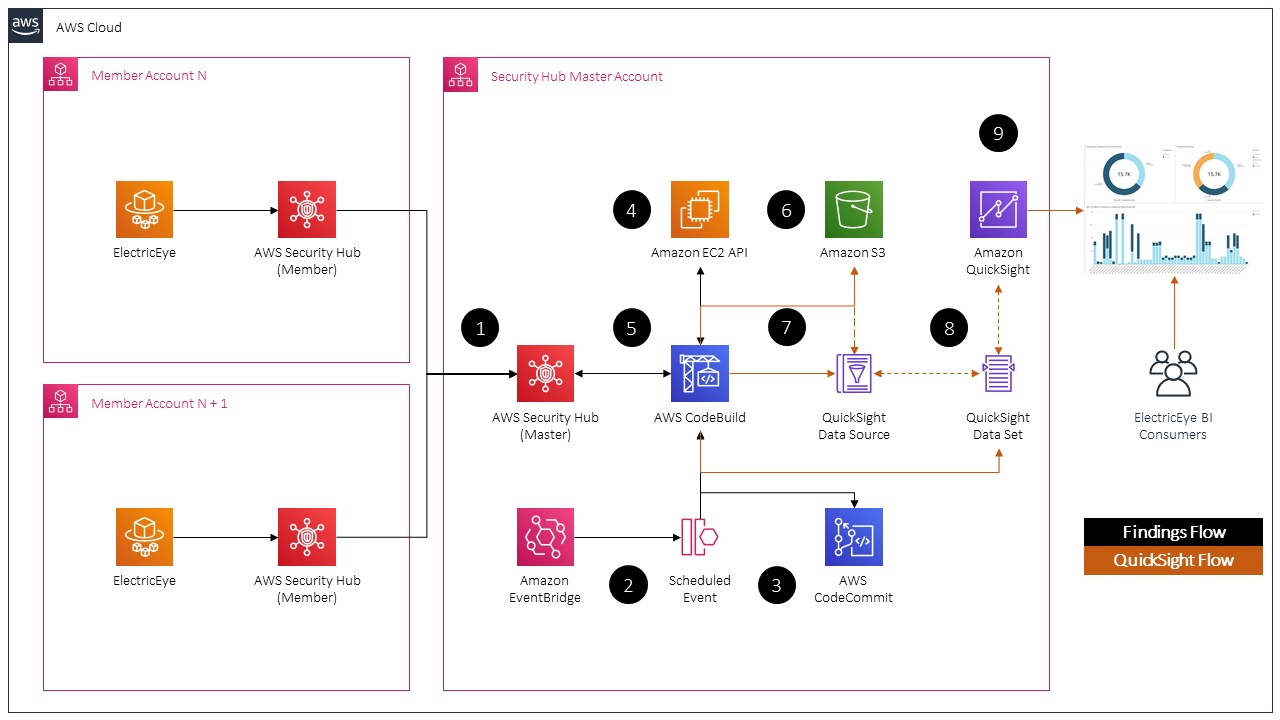 aws
AWS Cloud
Member Account N
ElectricEye
AWS Security Hub
(Member)
Member Account N + 1
ElectricEye
AWS Security Hub
(Member)
Security Hub Master Account
9
4
Amazon EC2 API
6
Amazon S3
Amazon
QuickSight
1
5
7
8
AWS Security Hub
(Master)
AWS CodeBuild
QuickSight
Data Source
QuickSight
Data Set
Amazon
EventBridge
2
Scheduled
Event
3
AWS
CodeCommit
15.7K
15.7K
ElectricEye BI
Consumers
Findings Flow
QuickSight Flow